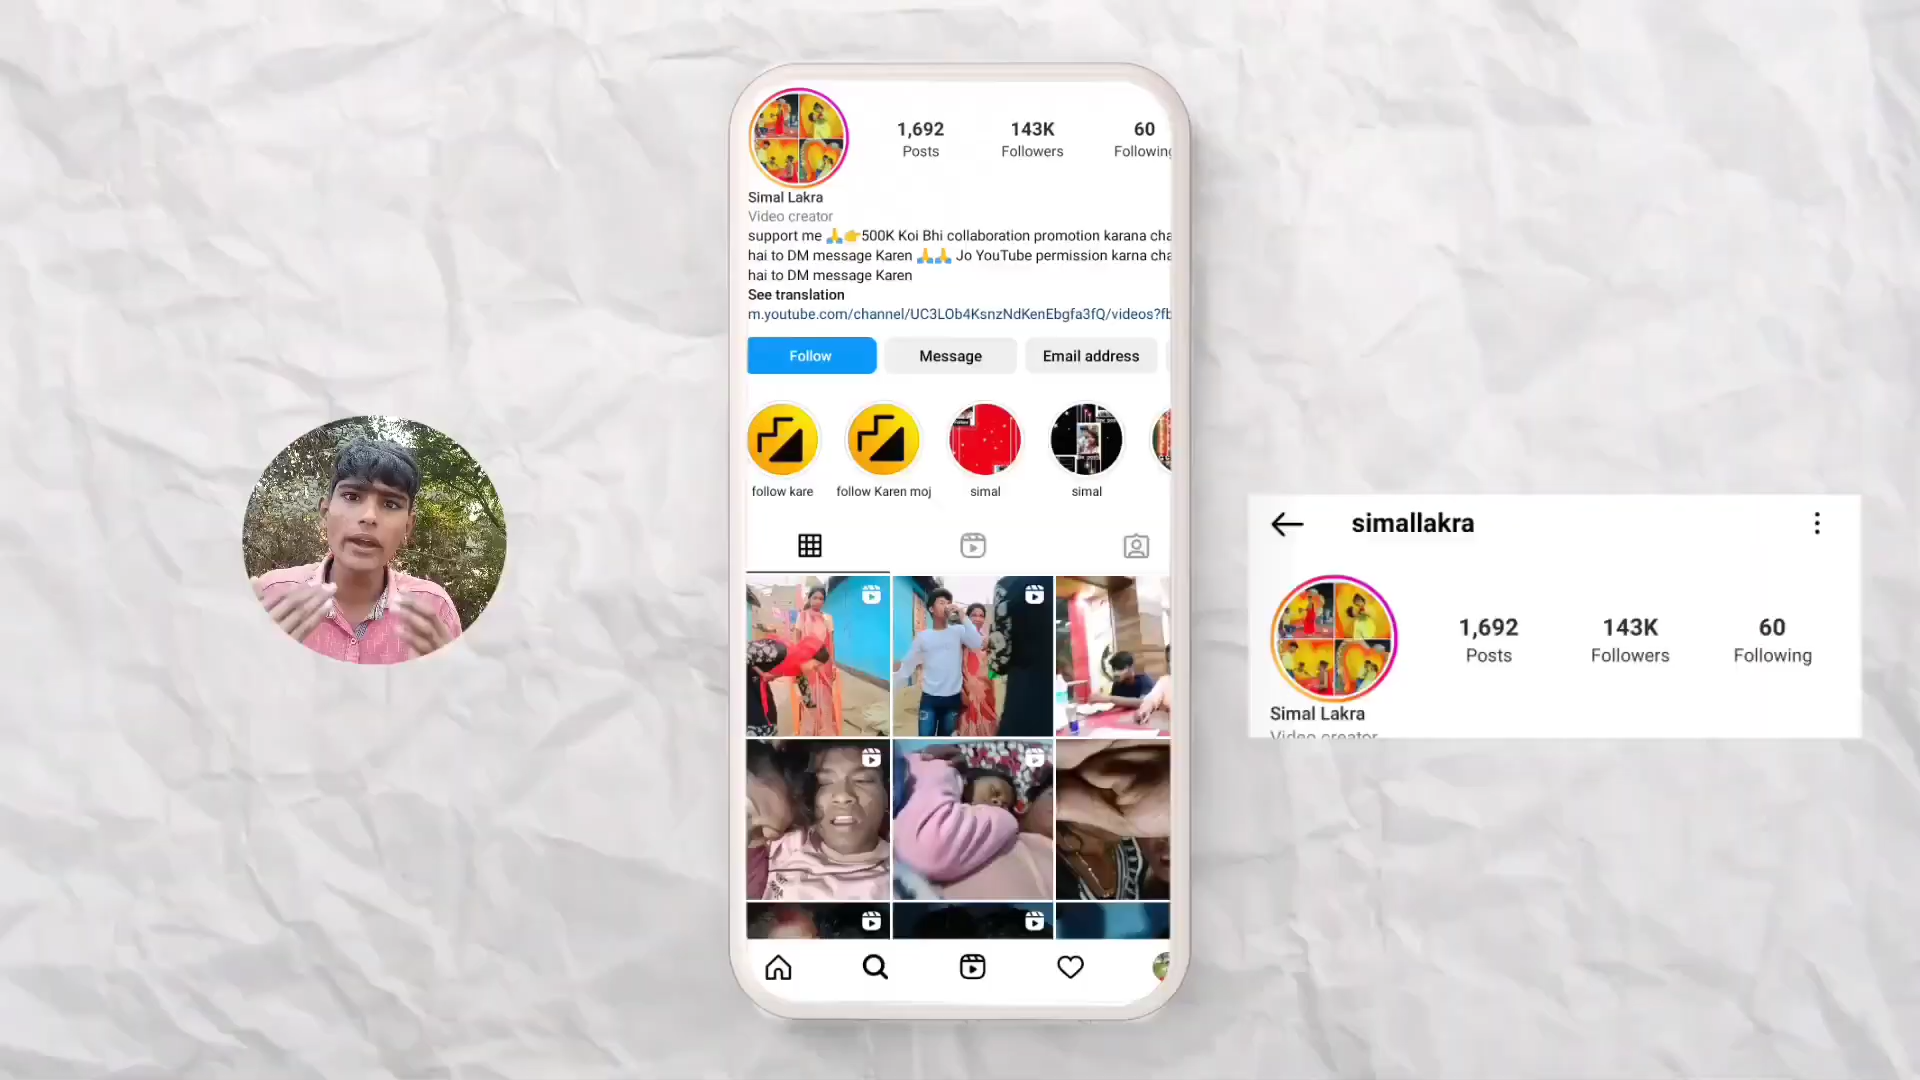 1,692
Posts
143K
Followers
60
Following
Simal Lakra
Video creator
support me 🙏👉500K Koi Bhi collaboration promotion karana cha
hai to DM message Karen 🙏🙏 Jo YouTube permission karna cha
hai to DM message Karen
See translation
m.youtube.com/channel/UC3LOb4KsnzNdKenEbgfa3fQ/videos?fb
Follow
Message
Email address
follow kare
follow Karen moj
simal
simal
simallakra
1,692
Posts
143K
Followers
60
Following
Simal Lakra
Video creator